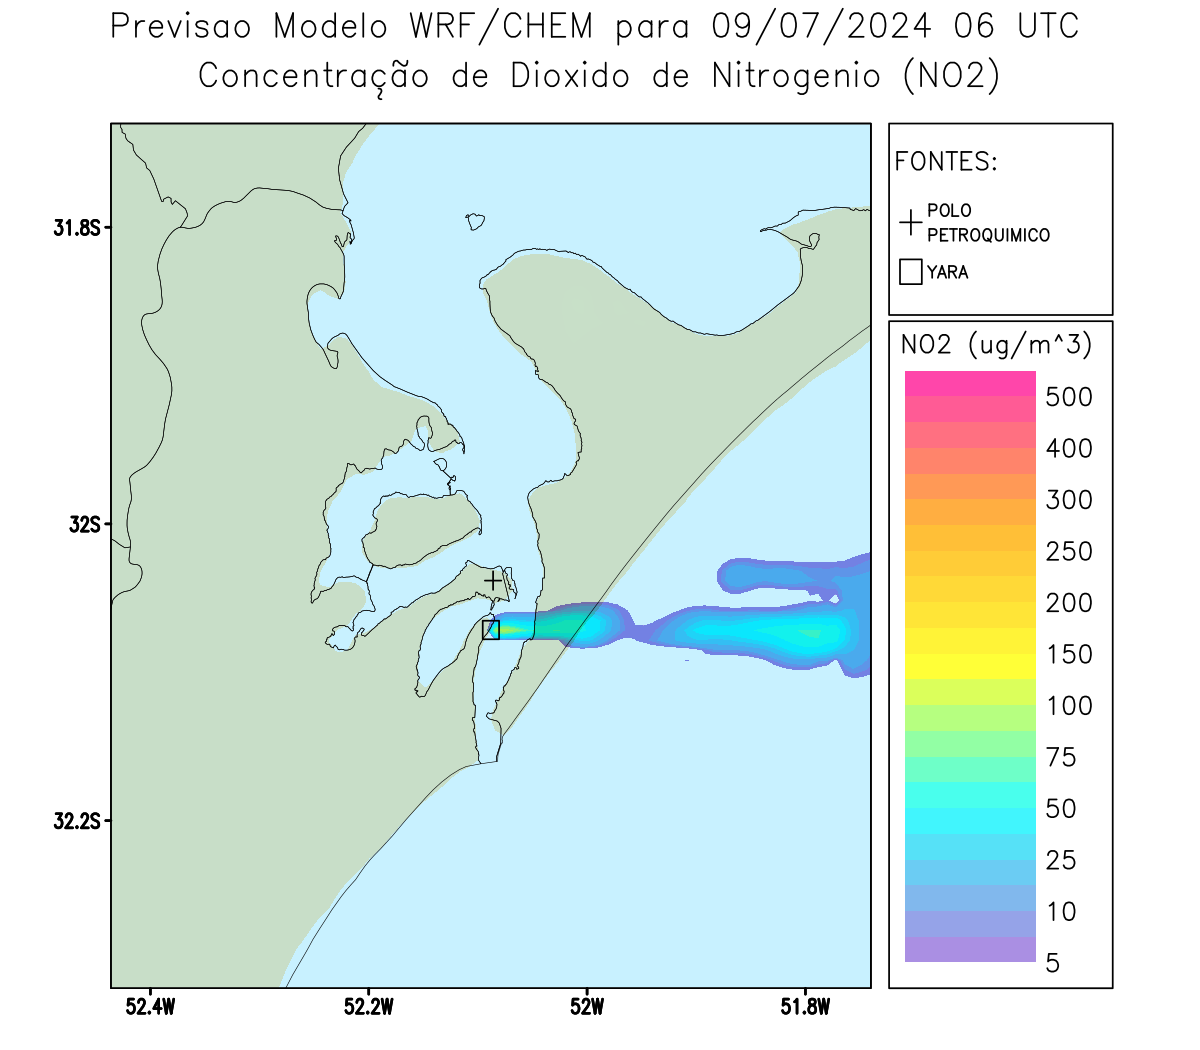 Previsao Modelo WRF/CHEM para 09/07/2024 06 UTC
Concentração de Dioxido de Nitrogenio (NO2)
31.8S
32S
32.2S
52.4W
52.2W
52W
51.8W
FONTES:
POLO
PETROQUIMICO
YARA
NO2 (ug/m^3)
500
400
300
250
200
150
100
75
50
25
10
5